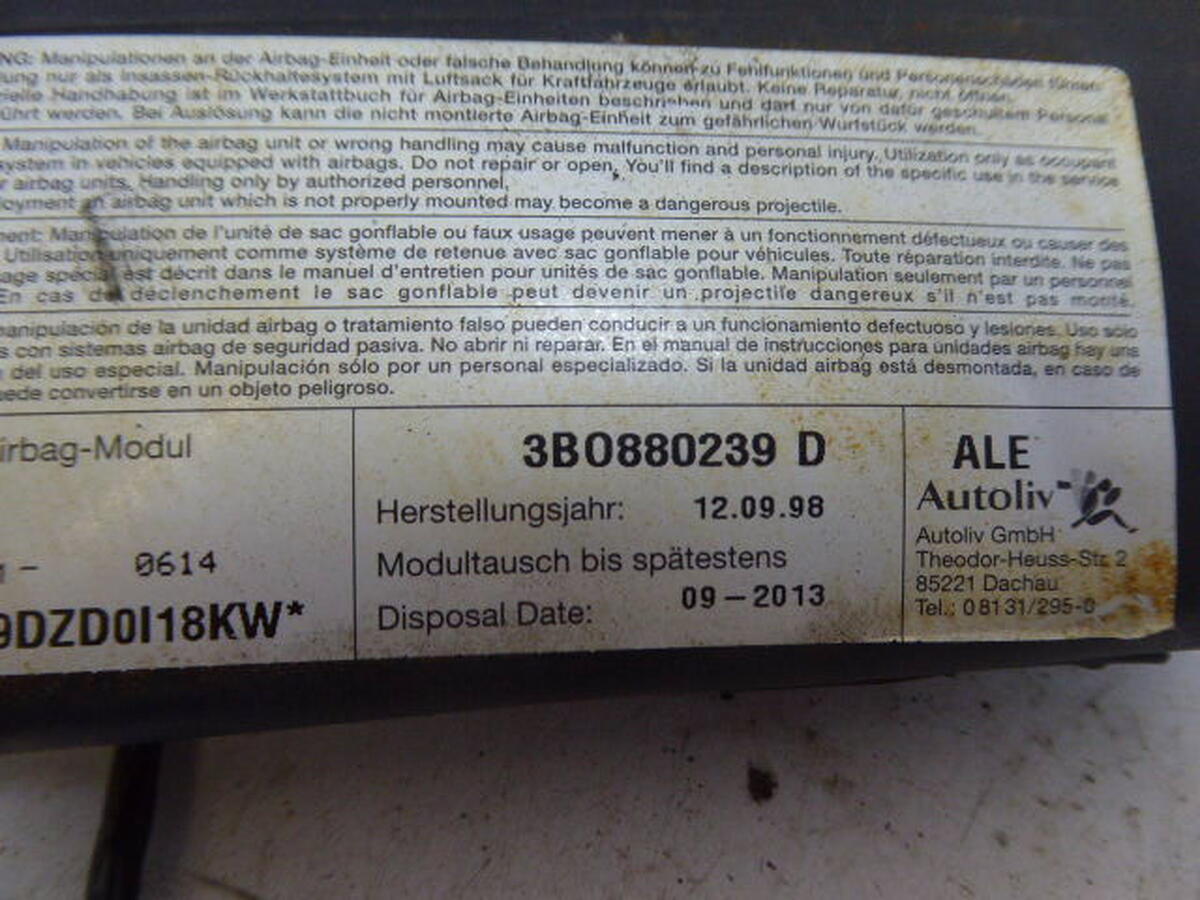 NG: Manipulationen an der Airbag-Einheit oder falsche Behandlung können zu Fehlfunktionen und Personenschäden führen.
ung nur als Insassen-Rückhaltesystem mit Luftsack für Kraftfahrzeuge erlaubt. Keine Reparatur, nicht öffnen.
zielle Handhabung ist im Werkstattbuch für Airbag-Einheiten beschrieben und darf nur von dafür geschultem Personal
führt werden. Bei Auslösung kann die nicht montierte Airbag-Einheit zum gefährlichen Wurfstück werden.
Manipulation of the airbag unit or wrong handling may cause malfunction and personal injury. Utilization only as occupant
system in vehicles equipped with airbags. Do not repair or open. You'll find a description of the specific use in the service
r airbag units. Handling only by authorized personnel.
loyment an airbag unit which is not properly mounted may become a dangerous projectile.
ment: Manipulation de l'unité de sac gonflable ou faux usage peuvent mener à un fonctionnement défectueux ou causer des
Utilisation uniquement comme système de retenue avec sac gonflable pour véhicules. Toute réparation interdite. Ne pas
sage spécial est décrit dans le manuel d'entretien pour unités de sac gonflable. Manipulation seulement par un personnel
En cas de déclenchement le sac gonflable peut devenir un projectile dangereux s'il n'est pas monté.
manipulación de la unidad airbag o tratamiento falso pueden conducir a un funcionamiento defectuoso y lesiones. Uso sólo
s con sistemas airbag de seguridad pasiva. No abrir ni reparar. En el manual de instrucciones para unidades airbag hay una
del uso especial. Manipulación sólo por un personal especializado. Si la unidad airbag está desmontada, en caso de
uede convertirse en un objeto peligroso.
irbag-Modul
0614
9DZD0I18KW*
3B0880239 D
Herstellungsjahr: 12.09.98
Modultausch bis spätestens
Disposal Date: 09-2013
ALE
Autoliv
Autoliv GmbH
Theodor-Heuss-Str. 2
85221 Dachau
Tel.: 08131/295-0